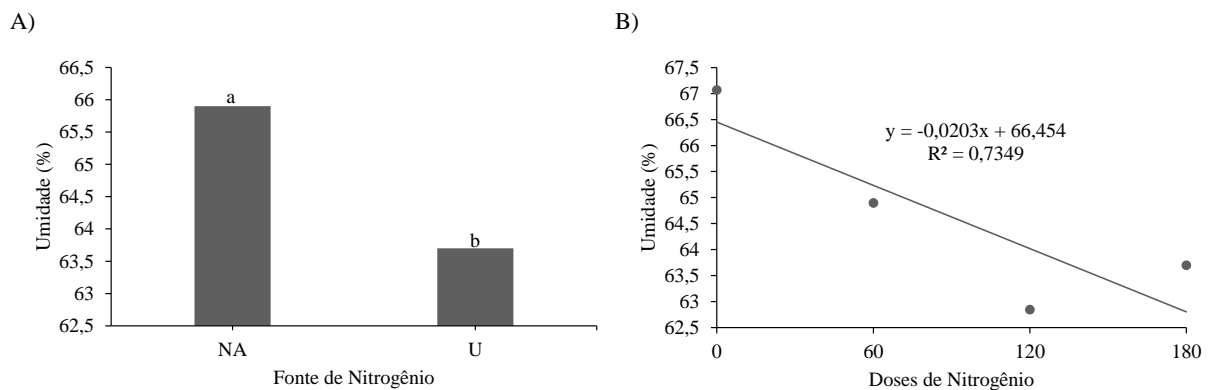 A)
Umidade (%)
66,5
66
65,5
65
64,5
64
63,5
63
62,5
a
b
NA
U
Fonte de Nitrogênio
B)
Umidade (%)
67,5
67
66,5
66
65,5
65
64,5
64
63,5
63
62,5
y = -0,0203x + 66,454
R² = 0,7349
0
60
120
180
Doses de Nitrogênio